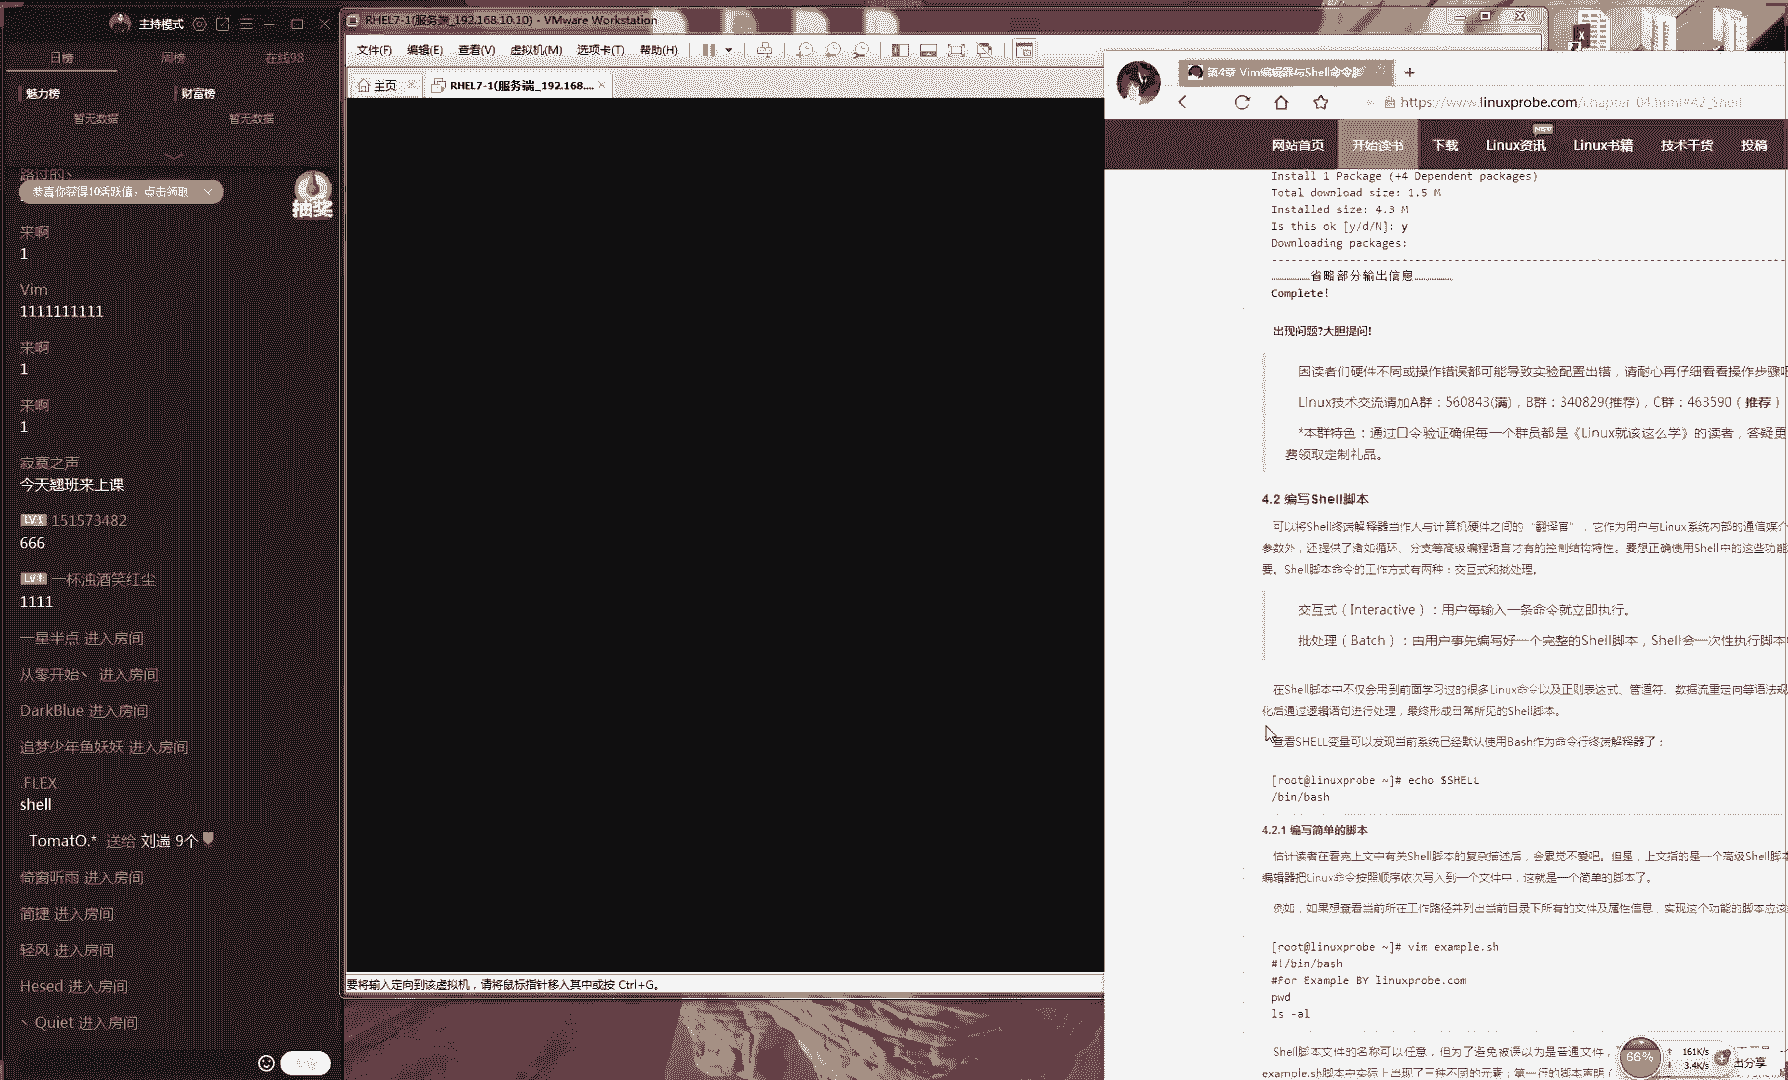 主持模式
日榜
周榜
在线93
魅力榜
财富榜
暂无数据
暂无数据
路过的丶
恭喜你获得10活跃值，点击领取
抽奖
来啊
1
Vim
1111111111
来啊
1
来啊
1
寂寞之声
今天翘班来上课
151573482
666
一杯浊酒笑红尘
1111
一星半点 进入房间
从零开始丶 进入房间
DarkBlue 进入房间
追梦少年鱼妖妖 进入房间
.FLEX
shell
TomatO.* 送给 刘遄 9个
倚窗听雨 进入房间
简捷 进入房间
轻风 进入房间
Hesed 进入房间
丶Quiet 进入房间
RHEL7-1(服务端_192.168.10.10) - VMware Workstation
文件(F) 编辑(E) 查看(V) 虚拟机(M) 选项卡(T) 帮助(H)
主页
RHEL7-1(服务端_192.168....
要将输入定向到该虚拟机，请将鼠标指针移入其中或按 Ctrl+G。
第4章 Vim编辑器与Shell命令脚
https://www.linuxprobe.com/chapter-04.html#42_Shell
网站首页 开始读书 下载 Linux资讯 Linux书籍 技术干货 投稿
Install 1 Package (+4 Dependent packages)
Total download size: 1.5 M
Installed size: 4.3 M
Is this ok [y/d/N]: y
Downloading packages:
--------------------------------------------------------------------------------
………………省略部分输出信息………………
Complete!
出现问题?大胆提问!
因读者们硬件不同或操作错误都可能导致实验配置出错，请耐心再仔细看看操作步骤吧
Linux技术交流请加A群：560843(满)，B群：340829(推荐)，C群：463590（推荐）
*本群特色：通过口令验证确保每一个群员都是《Linux就该这么学》的读者，答疑更
费领取定制礼品。
4.2 编写Shell脚本
可以将Shell终端解释器当作人与计算机硬件之间的“翻译官”，它作为用户与Linux系统内部的通信媒介
参数外，还提供了诸如循环、分支等高级编程语言才有的控制结构特性。要想正确使用Shell中的这些功能
要。Shell脚本命令的工作方式有两种：交互式和批处理。
交互式（Interactive）：用户每输入一条命令就立即执行。
批处理（Batch）：由用户事先编写好一个完整的Shell脚本，Shell会一次性执行脚本
在Shell脚本中不仅会用到前面学习过的很多Linux命令以及正则表达式、管道符、数据流重定向等语法规
化后通过逻辑语句进行处理，最终形成日常所见的Shell脚本。
查看SHELL变量可以发现当前系统已经默认使用Bash作为命令行终端解释器了：
[root@linuxprobe ~]# echo $SHELL
/bin/bash
4.2.1 编写简单的脚本
估计读者在看完上文中有关Shell脚本的复杂描述后，会累觉不爱吧。但是，上文指的是一个高级Shell脚本
编辑器把Linux命令按照顺序依次写入到一个文件中，这就是一个简单的脚本了。
例如，如果想查看当前所在工作路径并列出当前目录下所有的文件及属性信息，实现这个功能的脚本应该
[root@linuxprobe ~]# vim example.sh
#!/bin/bash
#For Example BY linuxprobe.com
pwd
ls -al
Shell脚本文件的名称可以任意，但为了避免被误以为是普通文件，
example.sh脚本中实际上出现了三种不同的元素：第一行的脚本声明（
66%
161K/s
3.4K/s
出分享